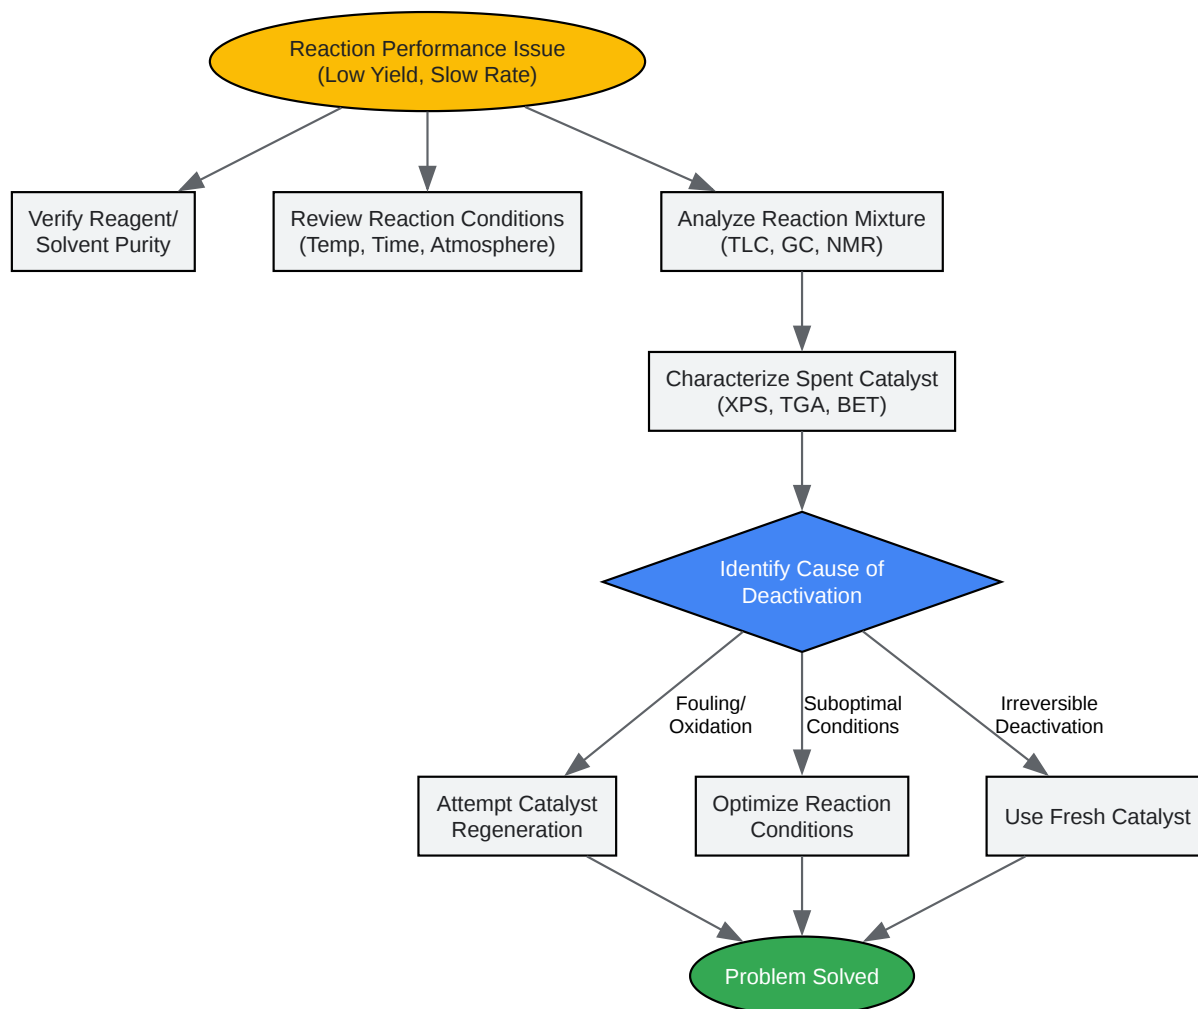 Reaction Performance Issue
(Low Yield, Slow Rate)
Verify Reagent/
Solvent Purity
Review Reaction Conditions
(Temp, Time, Atmosphere)
Analyze Reaction Mixture
(TLC, GC, NMR)
Characterize Spent Catalyst
(XPS, TGA, BET)
Identify Cause of
Deactivation
Fouling/
Oxidation
Suboptimal
Conditions
Irreversible
Deactivation
Attempt Catalyst
Regeneration
Optimize Reaction
Conditions
Use Fresh Catalyst
Problem Solved